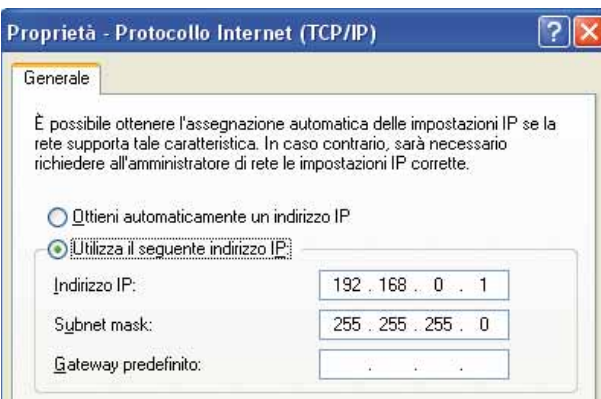 Proprietà - Protocollo Internet (TCP/IP)
Generale
È possibile ottenere l'assegnazione automatica delle impostazioni IP se la
rete supporta tale caratteristica. In caso contrario, sarà necessario
richiedere all'amministratore di rete le impostazioni IP corrette.
Ottieni automaticamente un indirizzo IP
Utilizza il seguente indirizzo IP:
Indirizzo IP: 192 . 168 . 0 . 1
Subnet mask: 255 . 255 . 255 . 0
Gateway predefinito: . . .